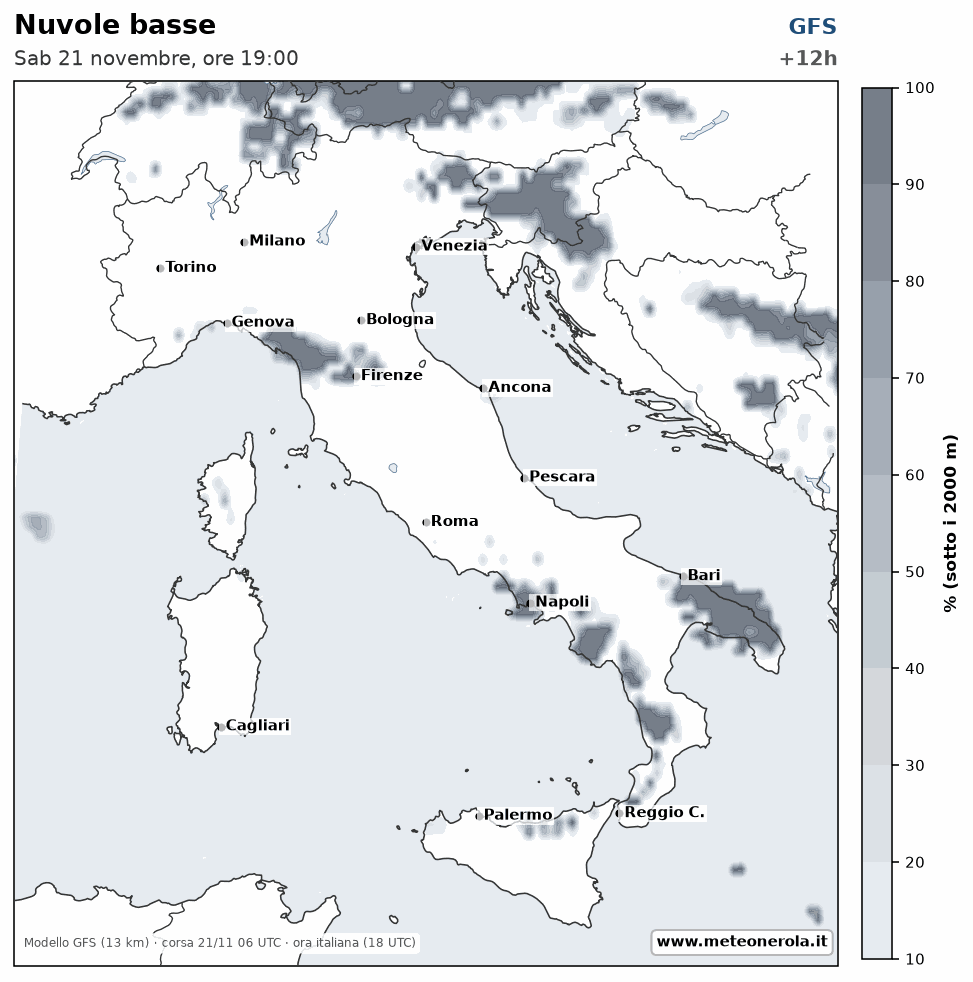 Nuvole basse
GFS
Sab 21 novembre, ore 19:00
+12h
100
90
80
70
60
50
40
30
20
10
% (sotto i 2000 m)
Milano
Venezia
Torino
Genova
Bologna
Firenze
Ancona
Pescara
Roma
Bari
Napoli
Cagliari
Palermo
Reggio C.
Modello GFS (13 km) · corsa 21/11 06 UTC · ora italiana (18 UTC)
www.meteonerola.it